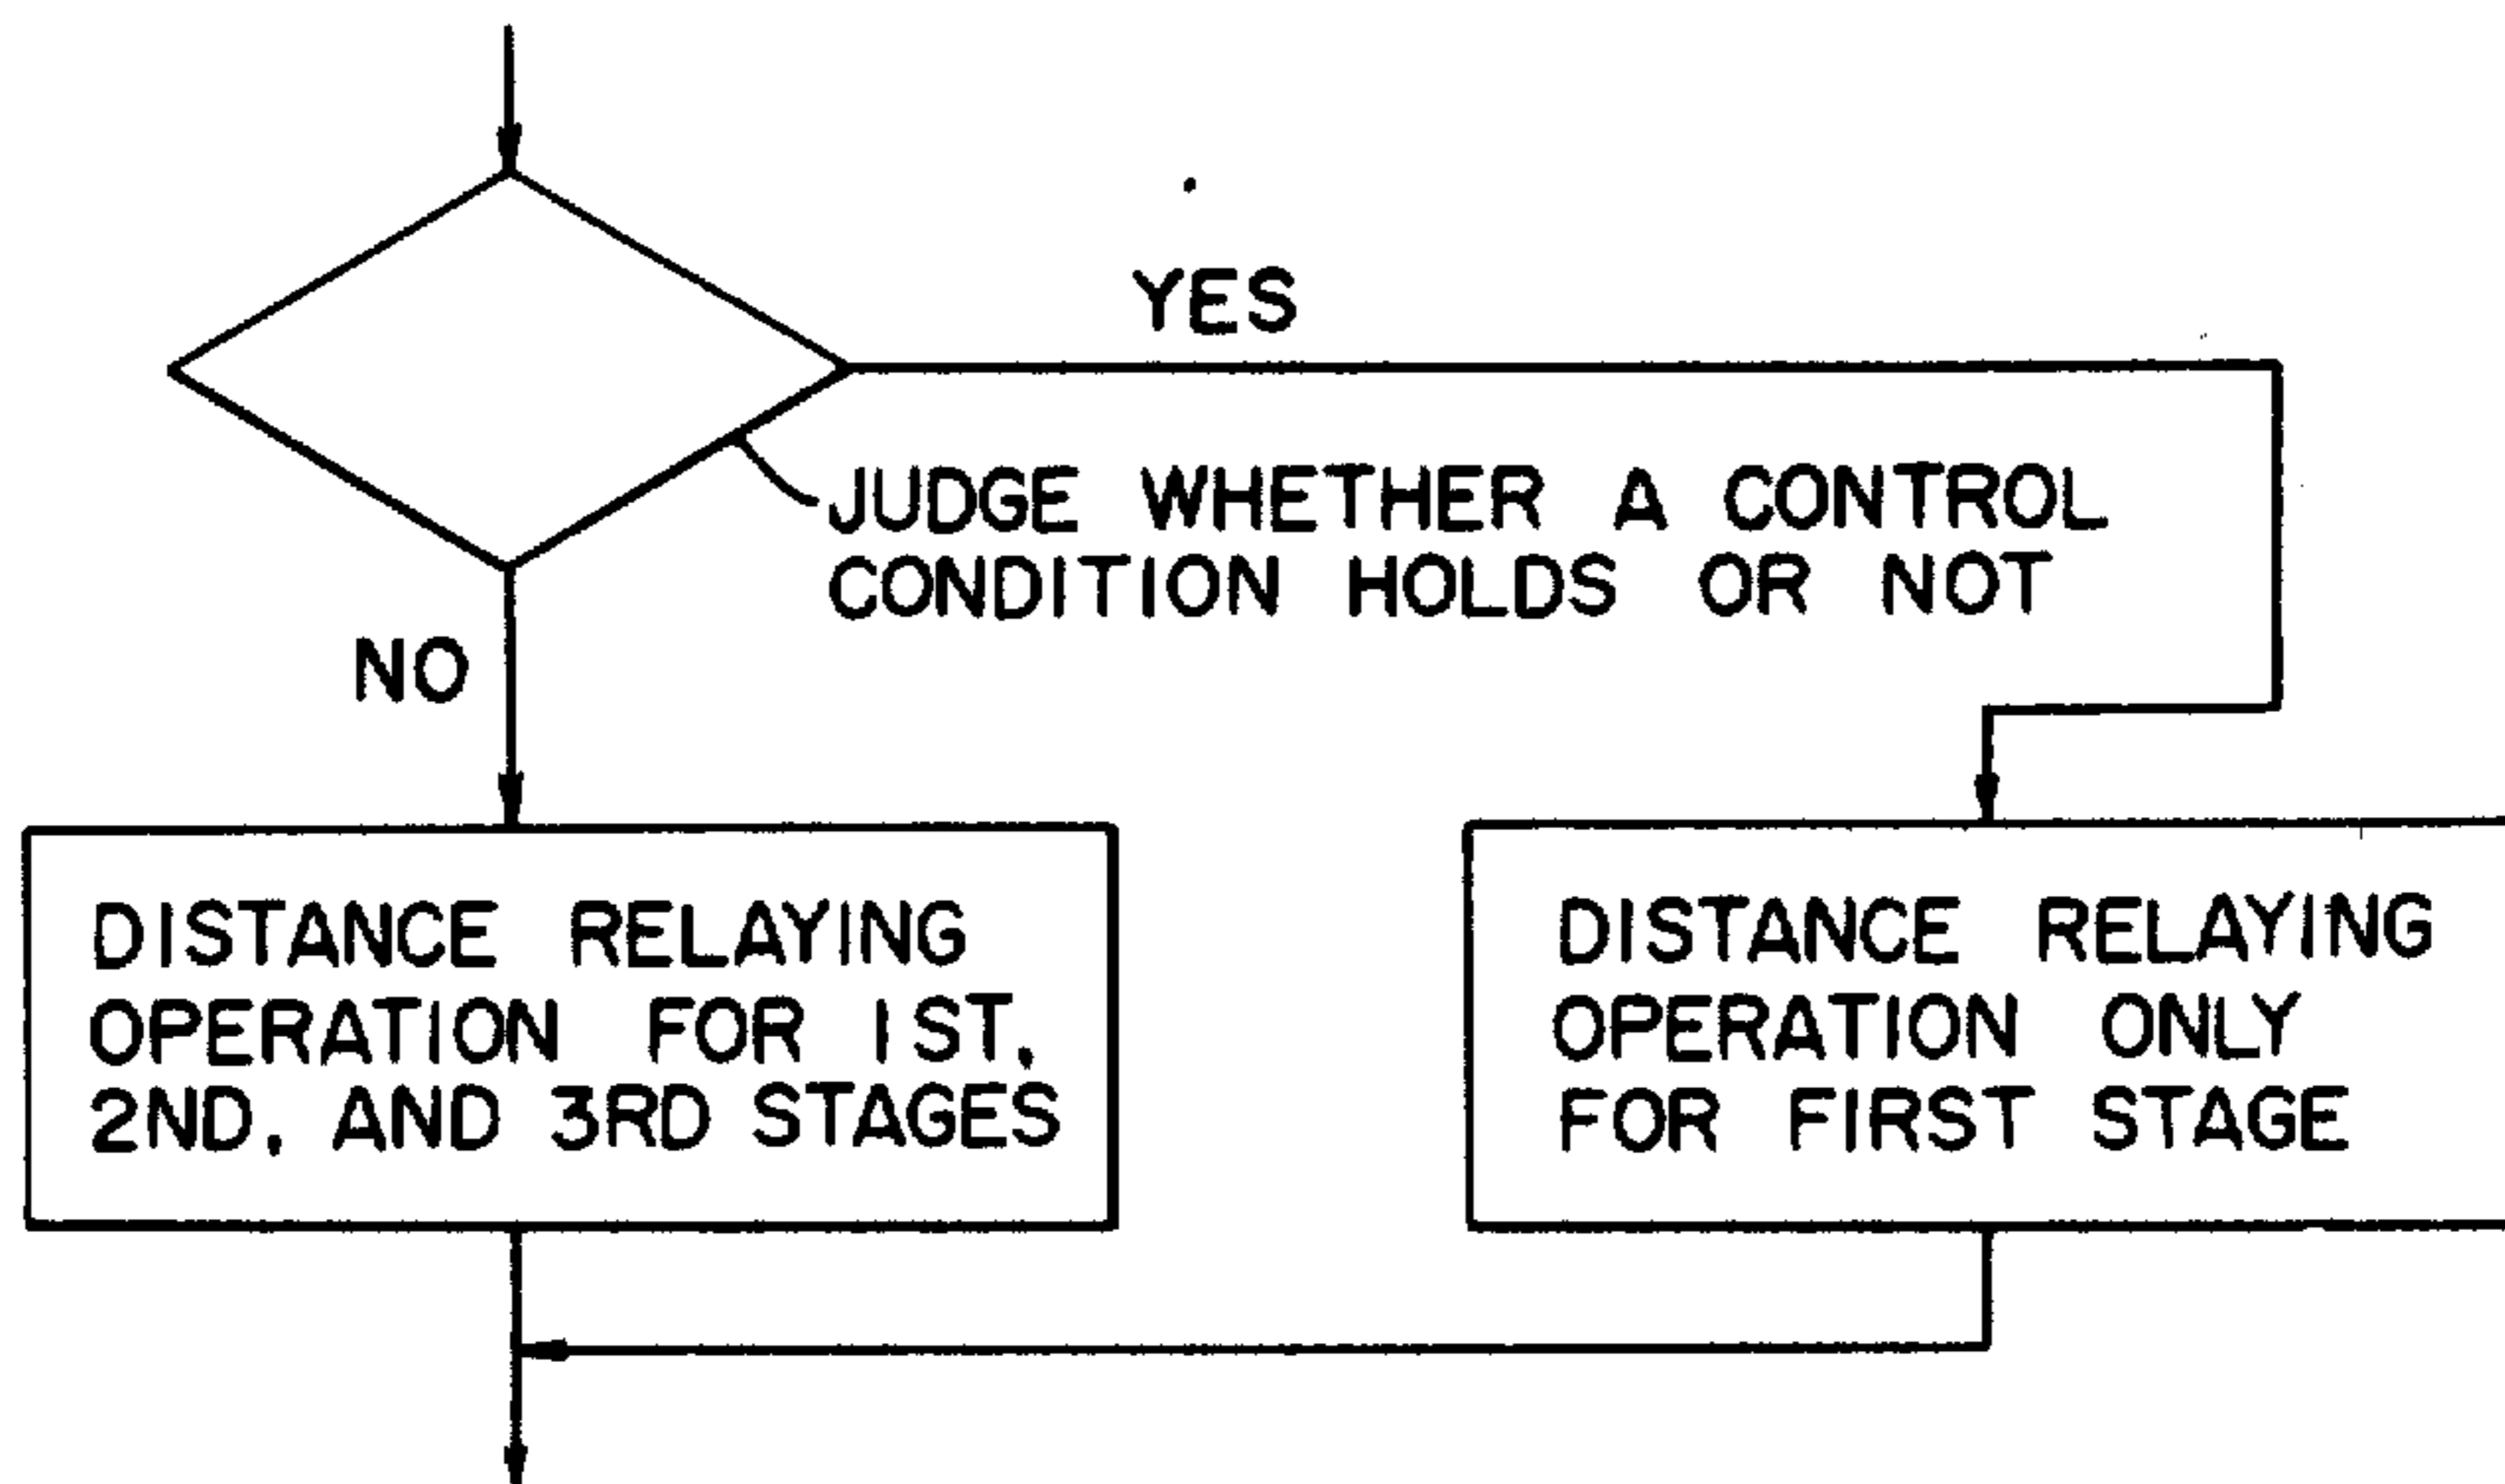 YES
JUDGE WHETHER A CONTROL
CONDITION HOLDS OR NOT
NO
DISTANCE RELAYING
OPERATION FOR 1ST,
2ND, AND 3RD STAGES
DISTANCE RELAYING
OPERATION ONLY
FOR FIRST STAGE